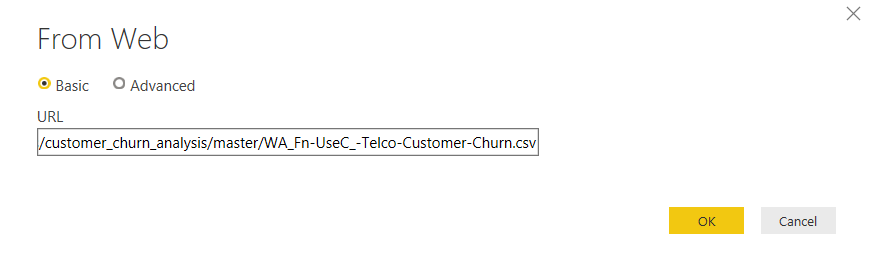 From Web
Basic Advanced
URL
/customer_churn_analysis/master/WA_Fn-UseC_-Telco-Customer-Churn.csv
OK Cancel